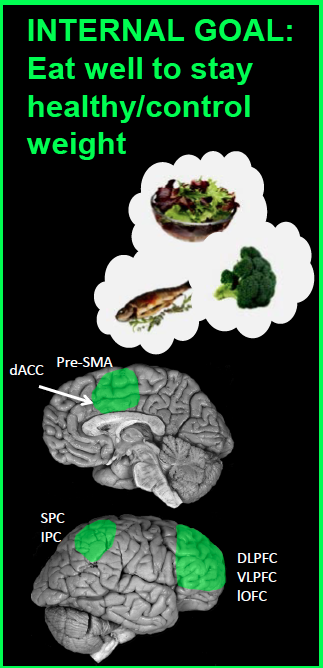 INTERNAL GOAL:
Eat well to stay
healthy/control
weight
Pre-SMA
dACC
SPC
IPC
DLPFC
VLPFC
lOFC